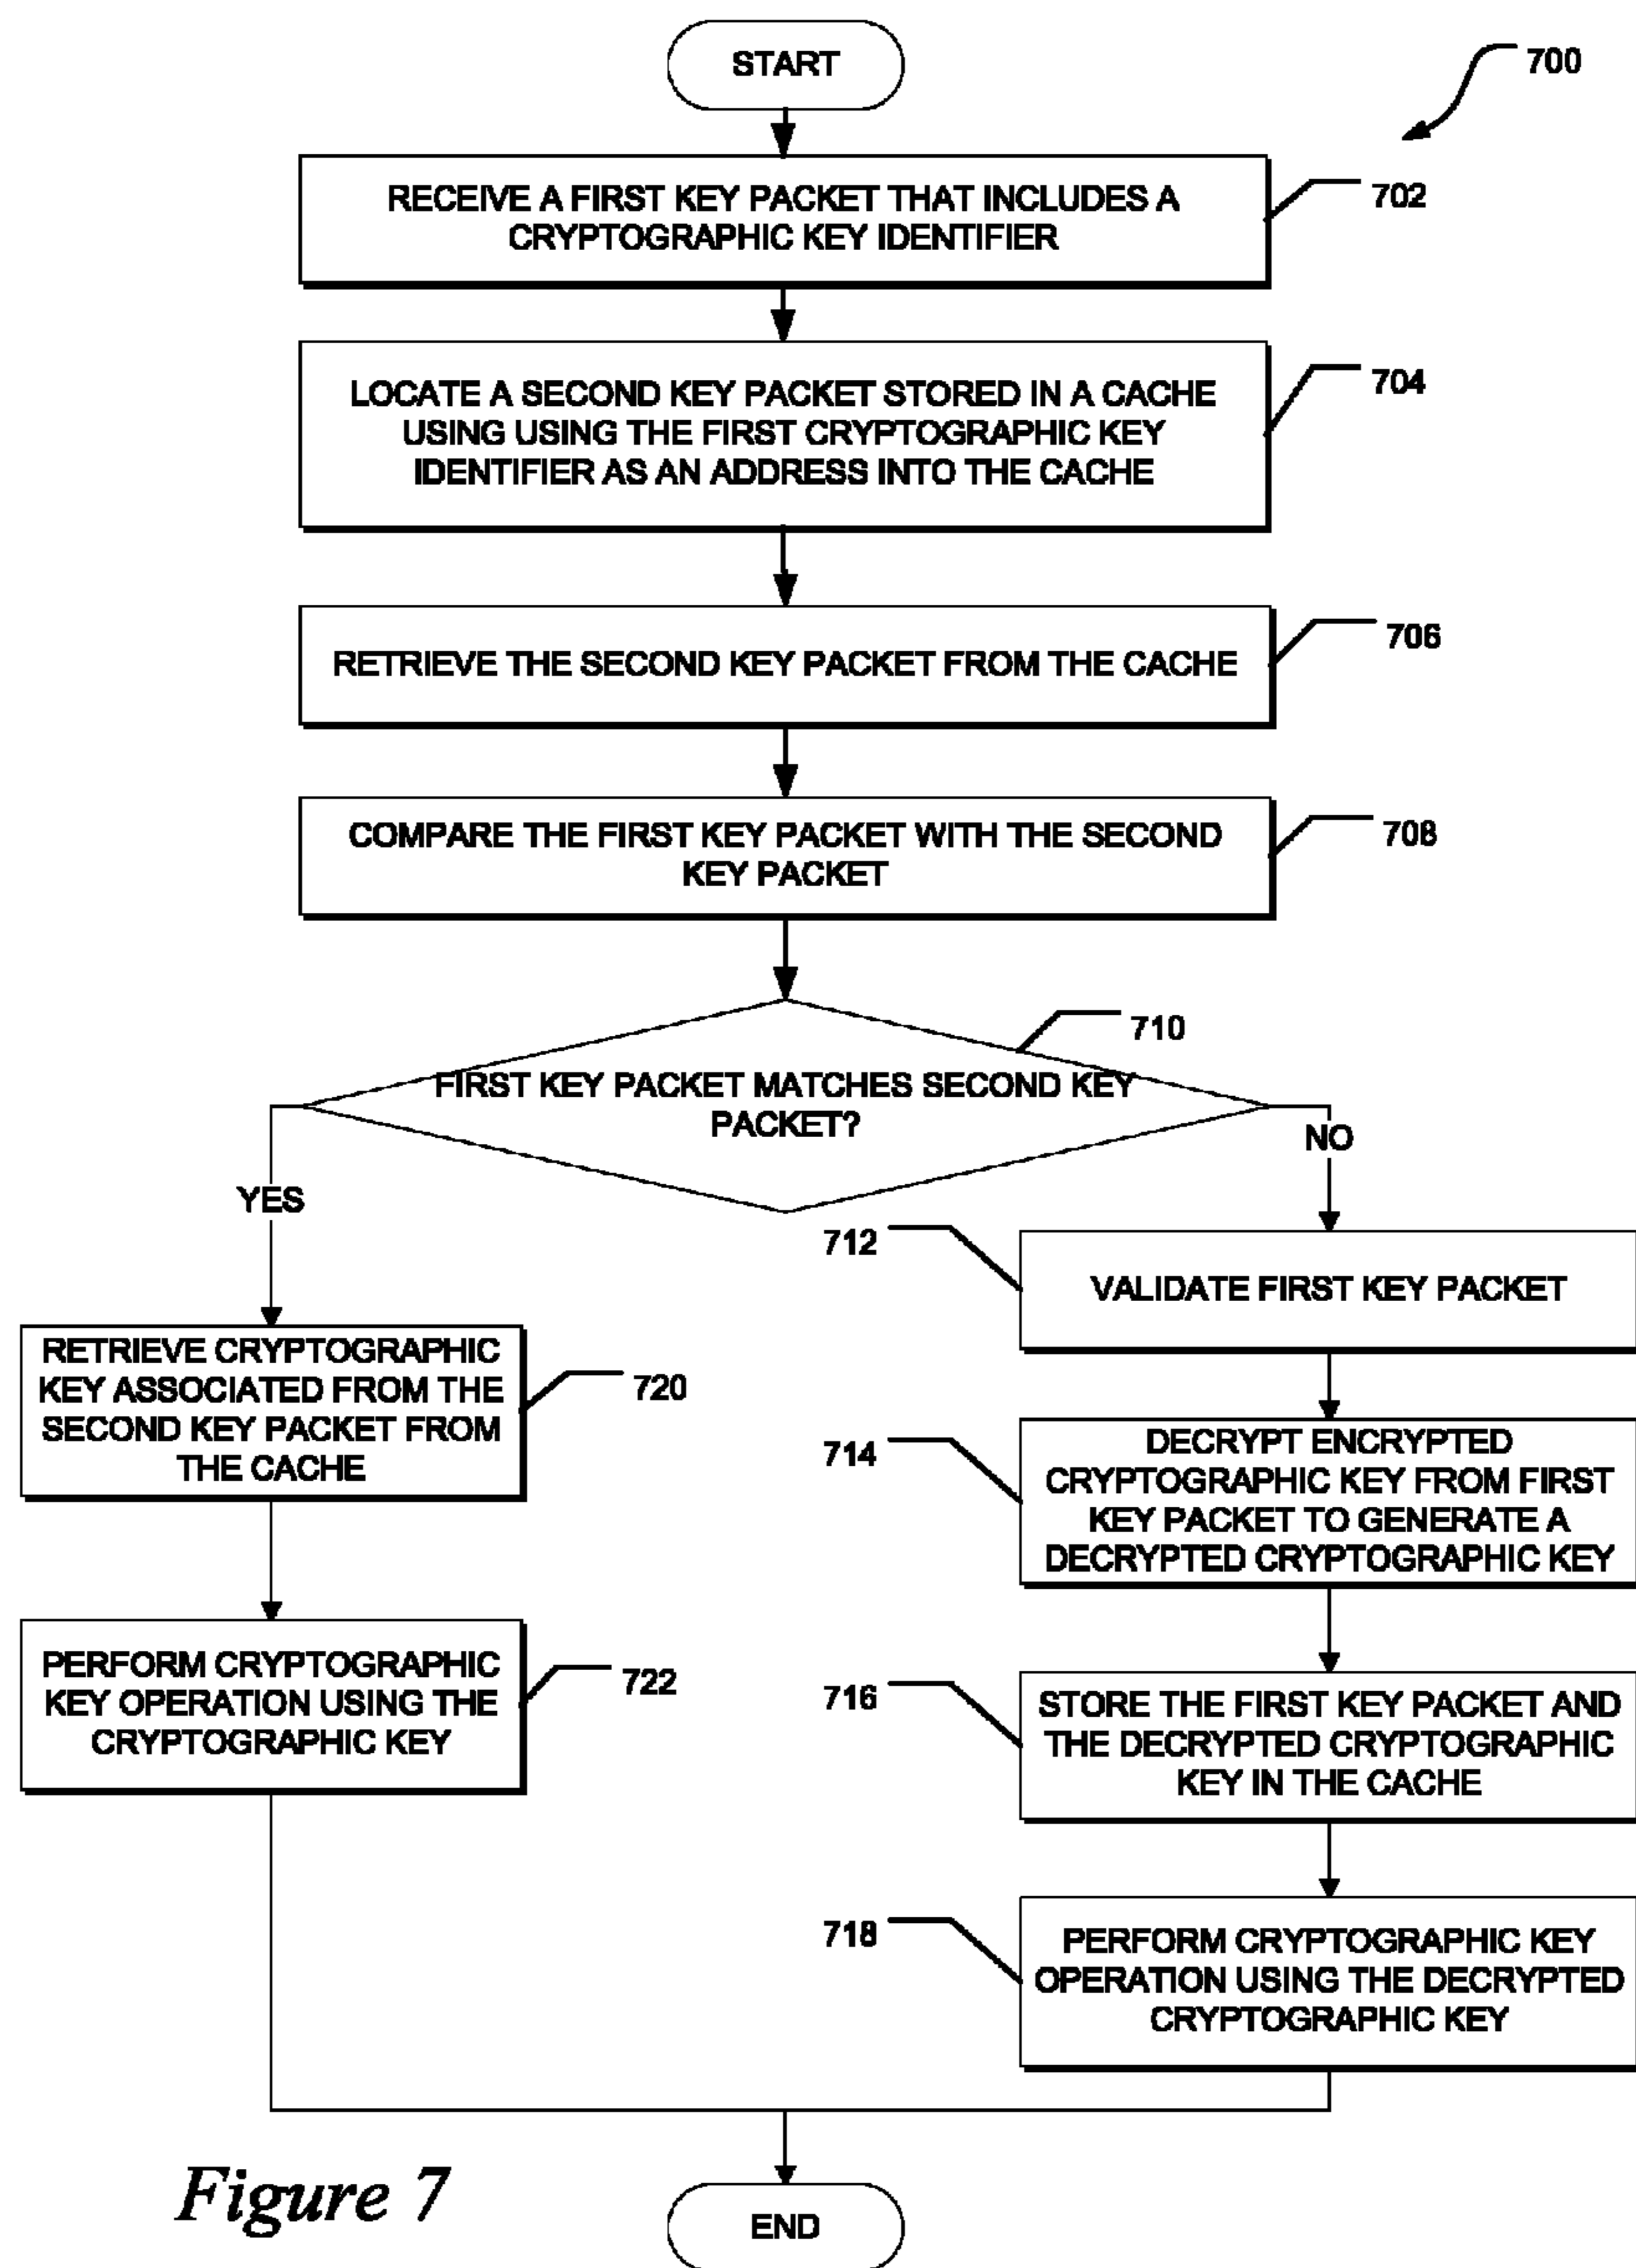 START
700
RECEIVE A FIRST KEY PACKET THAT INCLUDES A
CRYPTOGRAPHIC KEY IDENTIFIER
702
LOCATE A SECOND KEY PACKET STORED IN A CACHE
USING USING THE FIRST CRYPTOGRAPHIC KEY
IDENTIFIER AS AN ADDRESS INTO THE CACHE
704
RETRIEVE THE SECOND KEY PACKET FROM THE CACHE
706
COMPARE THE FIRST KEY PACKET WITH THE SECOND
KEY PACKET
708
710
FIRST KEY PACKET MATCHES SECOND KEY
PACKET?
YES
NO
712
VALIDATE FIRST KEY PACKET
RETRIEVE CRYPTOGRAPHIC
KEY ASSOCIATED FROM THE
SECOND KEY PACKET FROM
THE CACHE
720
714
DECRYPT ENCRYPTED
CRYPTOGRAPHIC KEY FROM FIRST
KEY PACKET TO GENERATE A
DECRYPTED CRYPTOGRAPHIC KEY
PERFORM CRYPTOGRAPHIC
KEY OPERATION USING THE
CRYPTOGRAPHIC KEY
722
716
STORE THE FIRST KEY PACKET AND
THE DECRYPTED CRYPTOGRAPHIC
KEY IN THE CACHE
718
PERFORM CRYPTOGRAPHIC KEY
OPERATION USING THE DECRYPTED
CRYPTOGRAPHIC KEY
Figure 7
END